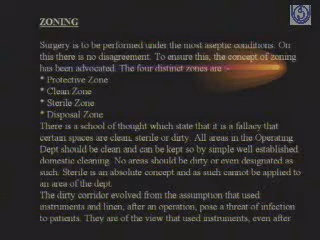 ZONING
Surgery is to be performed under the most aseptic conditions. On
this there is no disagreement. To ensure this, the concept of zoning
has been advocated. The four district zones are :-
* Protective Zone
* Clean Zone
* Sterile Zone
* Disposal Zone
There is a school of thought which state that it is a fallacy that
certain spaces are clean, sterile or dirty. All areas in the Operating
Dept should be clean and can be kept so by simple well established
domestic cleaning. No areas should be dirty or even designated as
such. Sterile is an absolute concept and as such cannot be applied to
an area of the dept.
The dirty corridor evolved from the assumption that used
instruments and linen, after an operation, pose a threat of infection
to patients. They are of the view that used instruments, even after